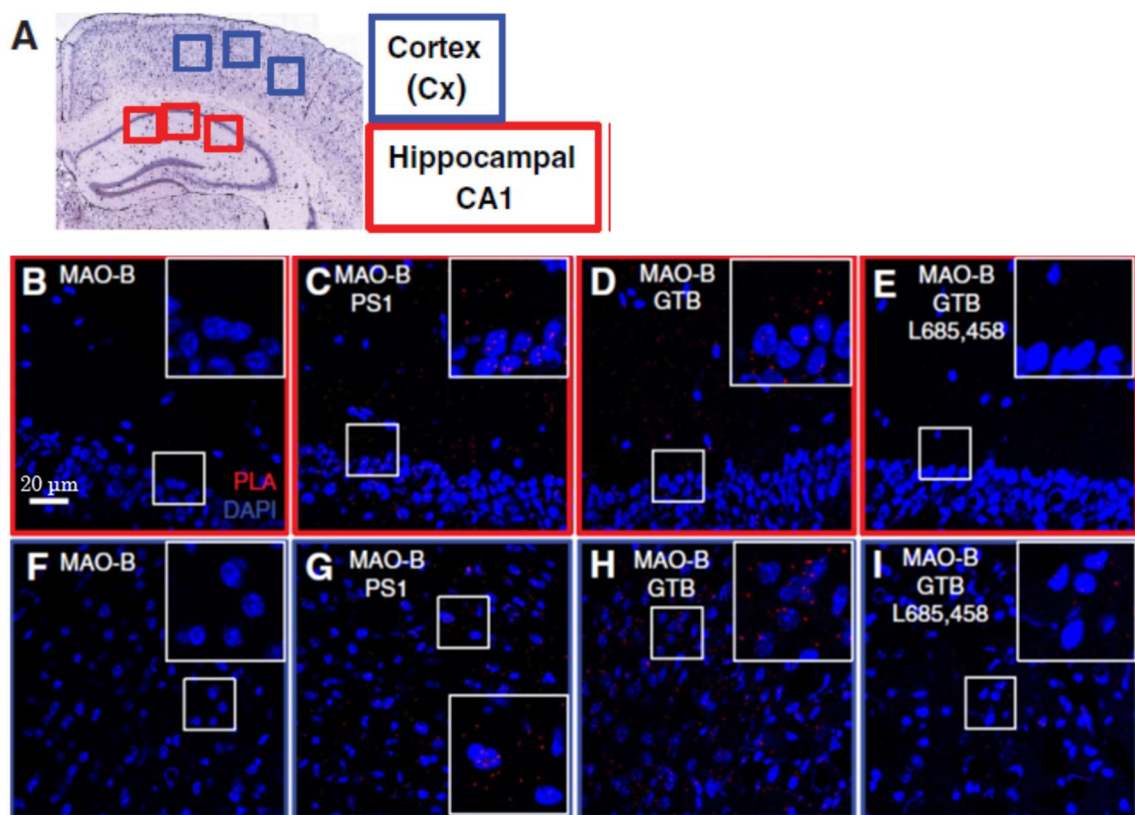 A
Cortex
(Cx)
Hippocampal
CA1
B MAO-B
PLA
20 µm
DAPI
C MAO-B
PS1
D MAO-B
GTB
E MAO-B
GTB
L685,458
F MAO-B
G MAO-B
PS1
H MAO-B
GTB
I MAO-B
GTB
L685,458